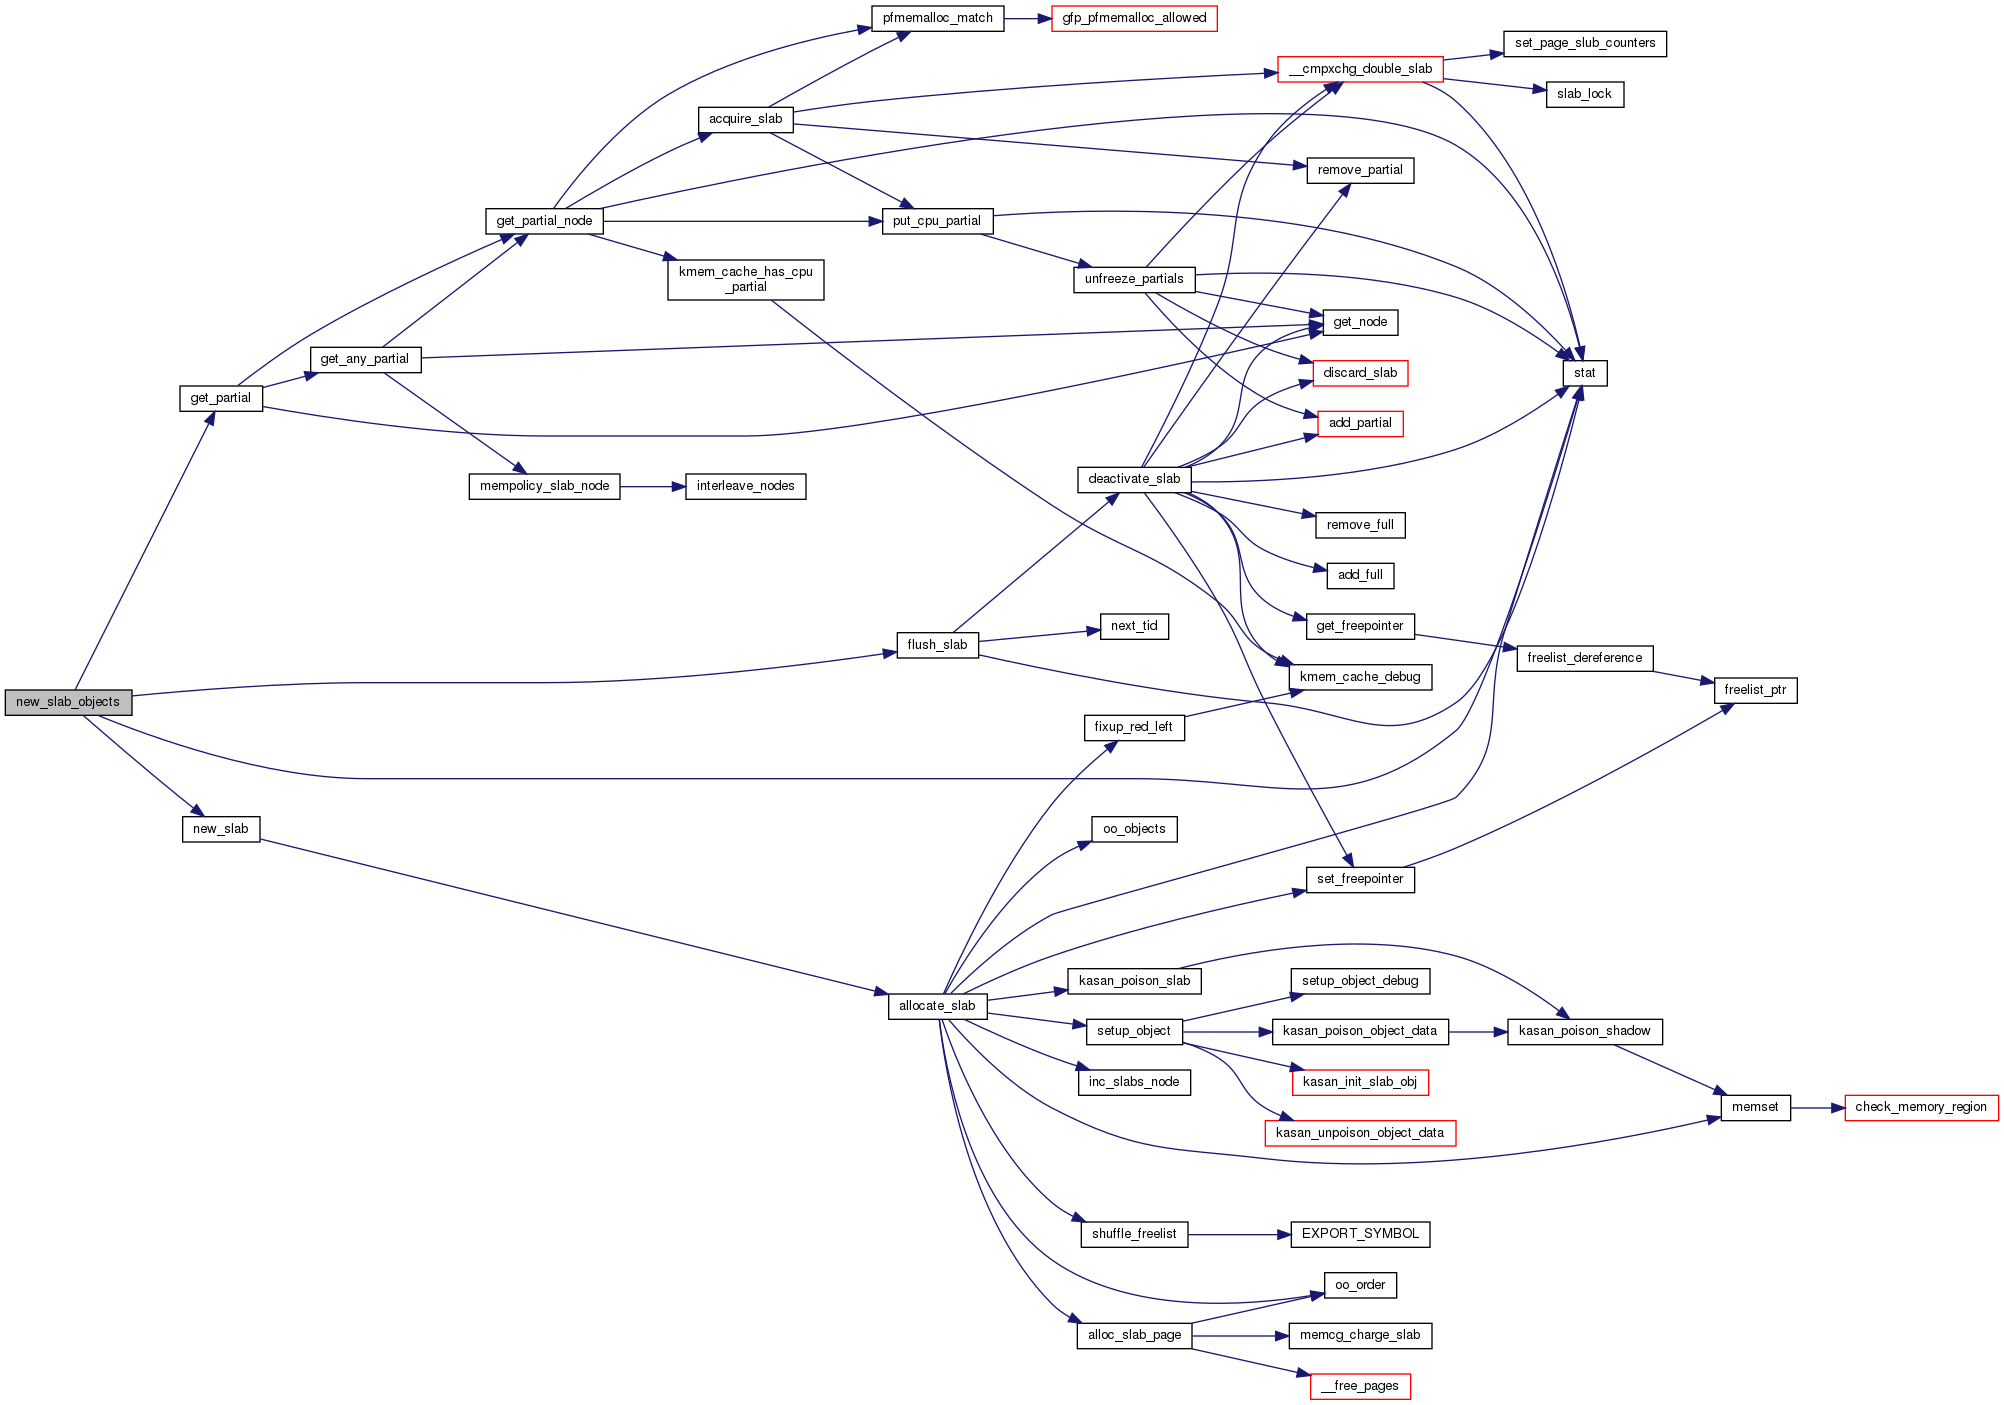 pfmemalloc_match
gfp_pfmemalloc_allowed
set_page_slub_counters
__cmpxchg_double_slab
slab_lock
acquire_slab
remove_partial
get_partial_node
put_cpu_partial
kmem_cache_has_cpu
_partial
unfreeze_partials
get_node
get_any_partial
discard_slab
stat
get_partial
add_partial
deactivate_slab
mempolicy_slab_node
interleave_nodes
remove_full
add_full
next_tid
get_freepointer
flush_slab
freelist_dereference
kmem_cache_debug
freelist_ptr
new_slab_objects
fixup_red_left
new_slab
oo_objects
set_freepointer
kasan_poison_slab
setup_object_debug
allocate_slab
setup_object
kasan_poison_object_data
kasan_poison_shadow
inc_slabs_node
kasan_init_slab_obj
memset
check_memory_region
kasan_unpoison_object_data
shuffle_freelist
EXPORT_SYMBOL
oo_order
alloc_slab_page
memcg_charge_slab
__free_pages